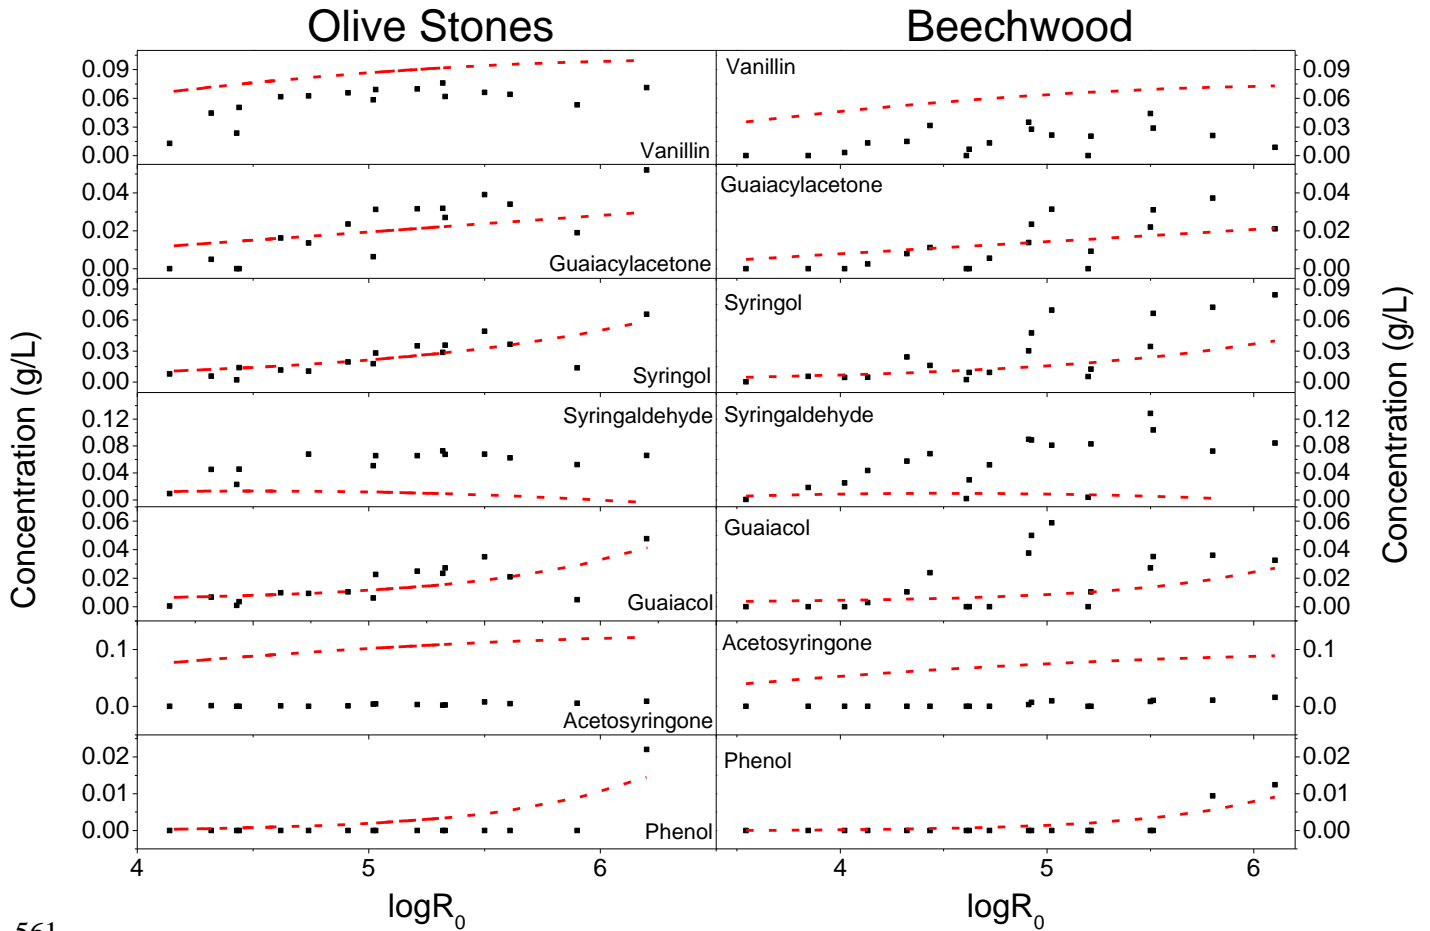 Olive Stones Beechwood
0.09 Vanillin 0.09
0.06 0.06
0.03 0.03
0.00 Vanillin 0.00
0.04 Guaiacylacetone 0.04
0.02 0.02
0.00 Guaiacylacetone 0.00
0.09 Syringol 0.09
0.06 0.06
0.03 0.03
0.00 Syringol 0.00
Syringaldehyde Syringaldehyde
0.12 0.12
0.08 0.08
0.04 0.04
0.00 0.00
0.06 Guaiacol 0.06
0.04 0.04
0.02 0.02
0.00 Guaiacol 0.00
Acetosyringone
0.1 0.1
0.0 0.0
Acetosyringone
0.02 Phenol 0.02
0.01 0.01
0.00 Phenol 0.00
4 5 6 4 5 6
logR0 logR0
Concentration (g/L)
Concentration (g/L)